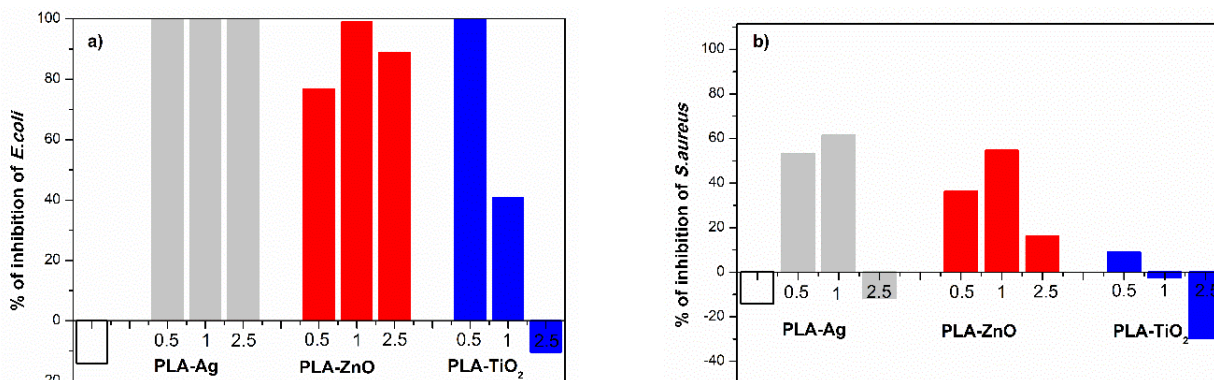 a)
% of inhibition of E.coli
100
80
60
40
20
0
20
0.5 1 2.5 0.5 1 2.5 0.5 1 2.5
PLA-Ag PLA-ZnO PLA-TiO₂
b)
% of inhibition of S.aureus
100
80
60
40
20
0
-20
-40
0.5 1 2.5 0.5 1 2.5 0.5 1 2.5
PLA-Ag PLA-ZnO PLA-TiO₂